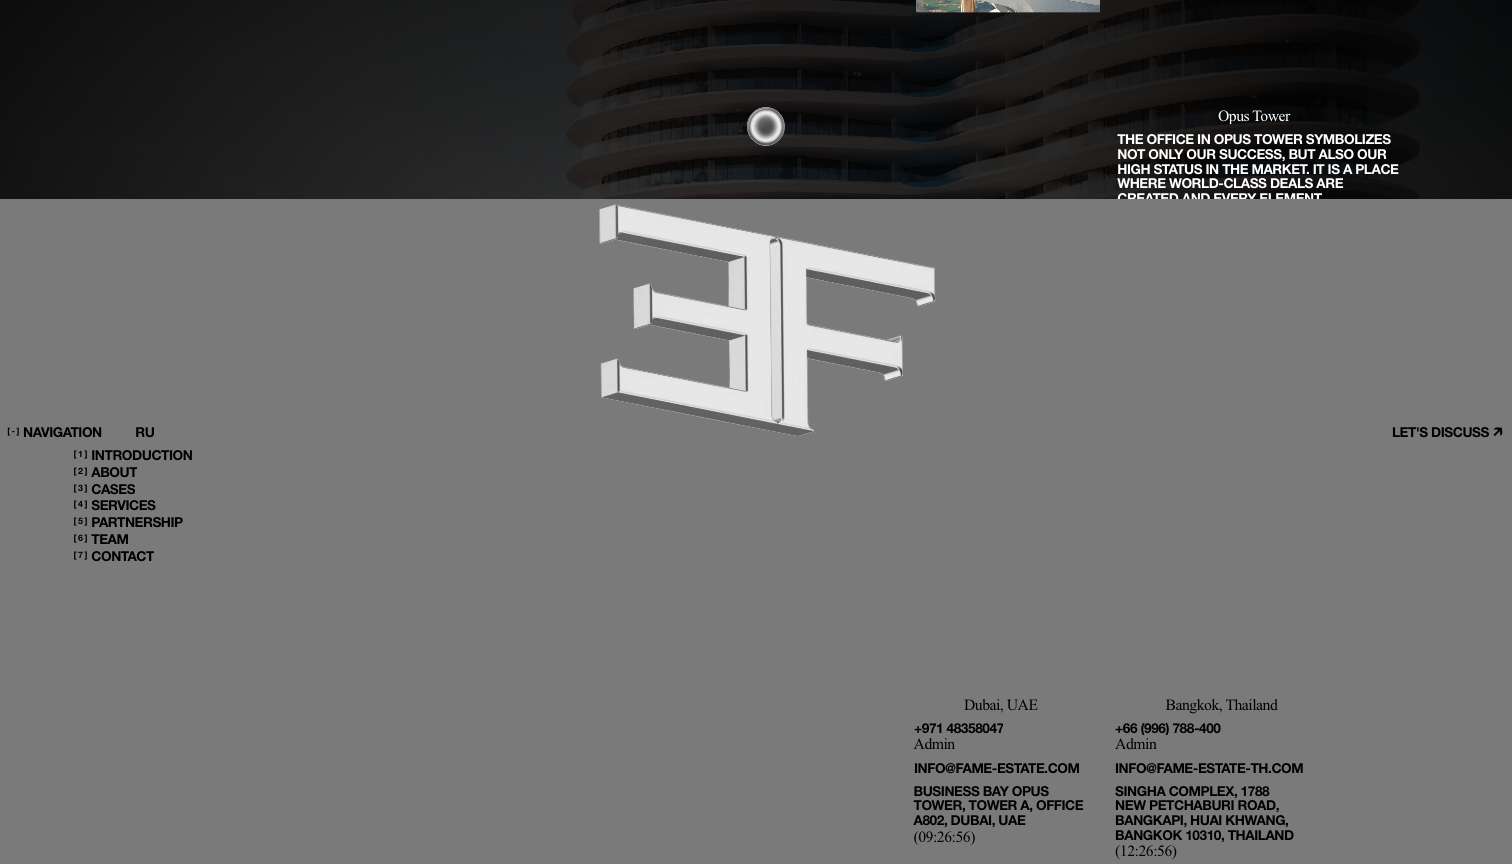 Opus Tower
THE OFFICE IN OPUS TOWER SYMBOLIZES
NOT ONLY OUR SUCCESS, BUT ALSO OUR
HIGH STATUS IN THE MARKET. IT IS A PLACE
WHERE WORLD-CLASS DEALS ARE
CREATED AND EVERY ELEMENT
[-] NAVIGATION RU
LET'S DISCUSS ↗
[1] INTRODUCTION
[2] ABOUT
[3] CASES
[4] SERVICES
[5] PARTNERSHIP
[6] TEAM
[7] CONTACT
Dubai, UAE
+971 48358047
Admin
INFO@FAME-ESTATE.COM
BUSINESS BAY OPUS
TOWER, TOWER A, OFFICE
A802, DUBAI, UAE
(09:26:56)
Bangkok, Thailand
+66 (996) 788-400
Admin
INFO@FAME-ESTATE-TH.COM
SINGHA COMPLEX, 1788
NEW PETCHABURI ROAD,
BANGKAPI, HUAI KHWANG,
BANGKOK 10310, THAILAND
(12:26:56)